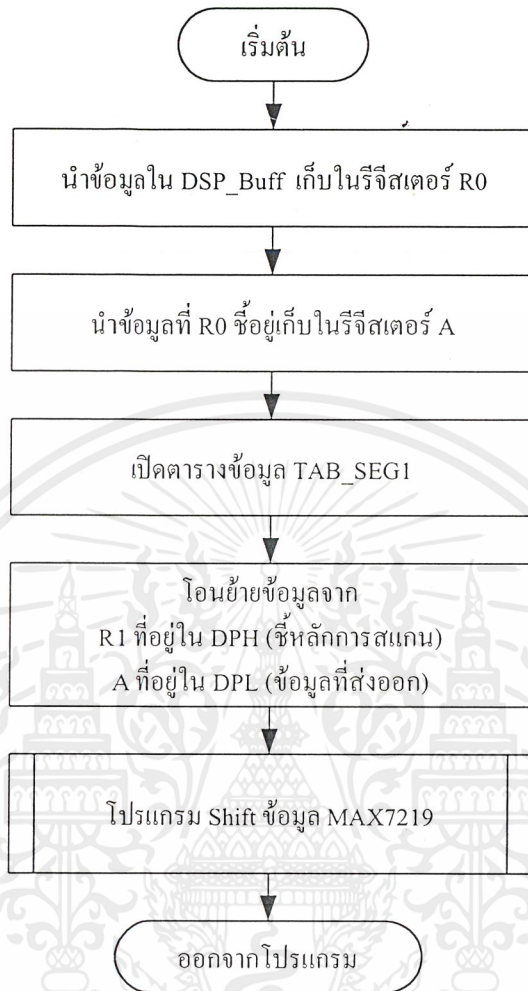 เริ่มต้น
นำข้อมูลใน DSP_Buff เก็บในรีจีสเตอร์ R0
นำข้อมูลที่ R0 ชี้อยู่เก็บในรีจีสเตอร์ A
เปิดตารางข้อมูล TAB_SEG1
โอนย้ายข้อมูลจาก
R1 ที่อยู่ใน DPH (ชี้หลักการสแกน)
A ที่อยู่ใน DPL (ข้อมูลที่ส่งออก)
โปรแกรม Shift ข้อมูล MAX7219
ออกจากโปรแกรม